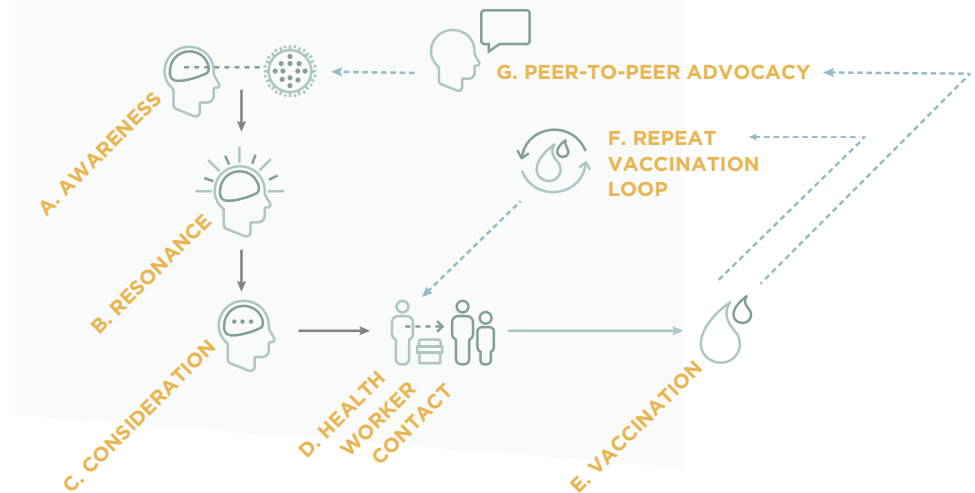 A. AWARENESS
B. RESONANCE
C. CONSIDERATION
D. HEALTH
WORKER
CONTACT
E. VACCINATION
F. REPEAT
VACCINATION
LOOP
G. PEER-TO-PEER ADVOCACY